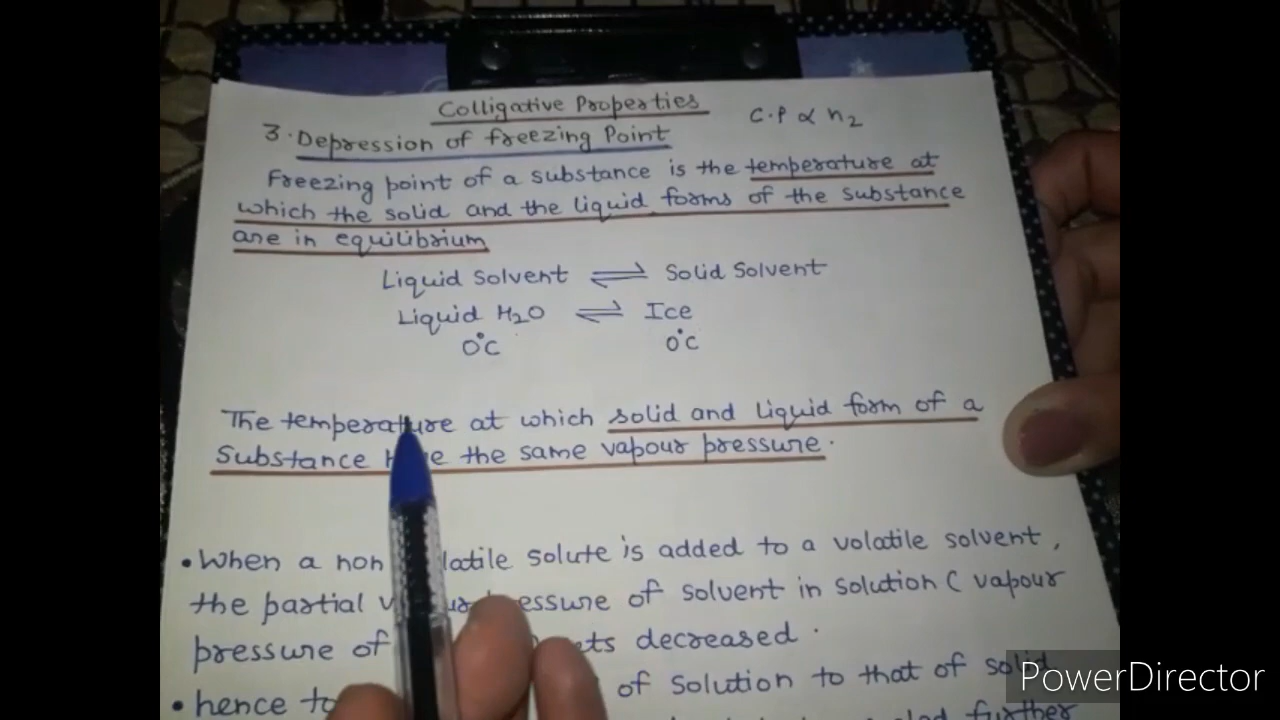 Colligative Properties
C.P ∝ n2
3. Depression of freezing Point
Freezing point of a substance is the temperature at
which the solid and the liquid forms of the substance
are in equilibrium
Liquid Solvent ⇌ Solid Solvent
Liquid H2O ⇌ Ice
0°C 0°C
The temperature at which solid and liquid form of a
Substance the same vapour pressure.
• When a non solute is added to a volatile solvent,
the partial of solvent in solution ( vapour
pressure of decreased.
• hence to of solution to that of solid
further
PowerDirector